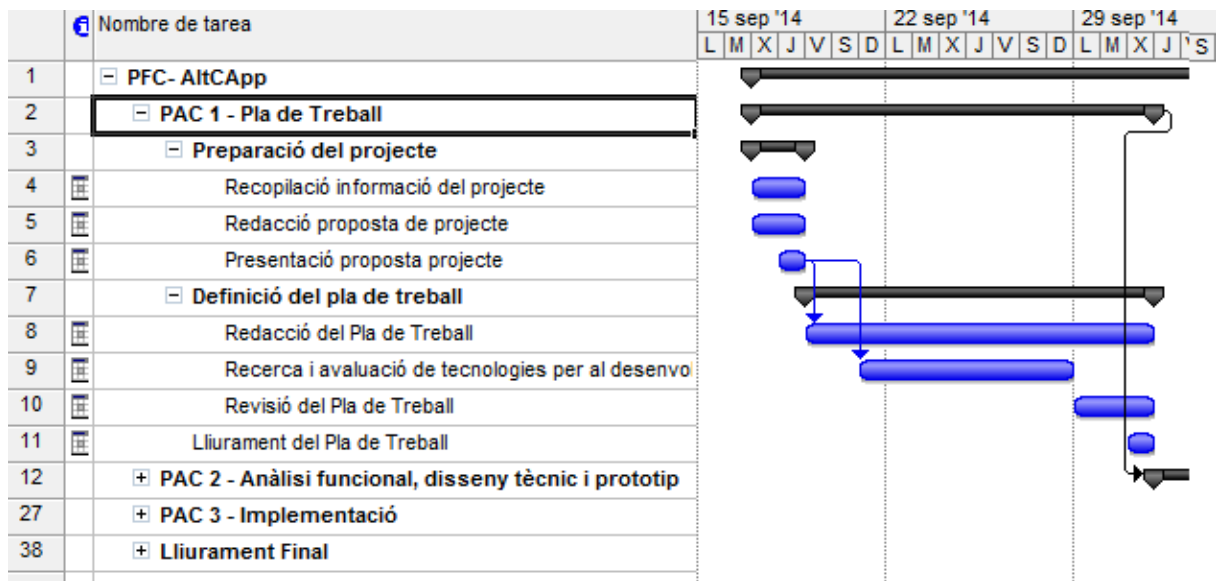 Nombre de tarea
15 sep '14 22 sep '14 29 sep '14
L M X J V S D L M X J V S D L M X J V S
1 PFC- AltCApp
2 PAC 1 - Pla de Treball
3 Preparació del projecte
4 Recopilació informació del projecte
5 Redacció proposta de projecte
6 Presentació proposta projecte
7 Definició del pla de treball
8 Redacció del Pla de Treball
9 Recerca i avaluació de tecnologies per al desenvol
10 Revisió del Pla de Treball
11 Lliurament del Pla de Treball
12 PAC 2 - Anàlisi funcional, disseny tècnic i prototip
27 PAC 3 - Implementació
38 Lliurament Final